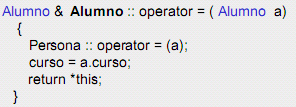 Alumno & Alumno :: operator = ( Alumno a)
{
Persona :: operator = (a);
curso = a.curso;
return *this;
}